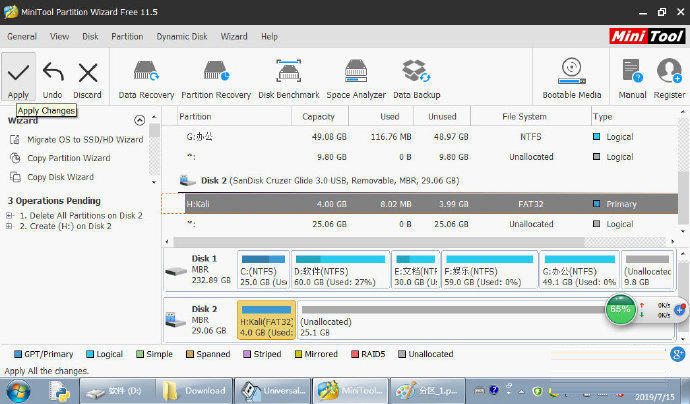 MiniTool Partition Wizard Free 11.5
General View Disk Partition Dynamic Disk Wizard Help
Mini Tool
Apply Undo Discard Data Recovery Partition Recovery Disk Benchmark Space Analyzer Data Backup Bootable Media Manual Register
Apply Changes
Wizard
Migrate OS to SSD/HD Wizard
Copy Partition Wizard
Copy Disk Wizard
3 Operations Pending
1. Delete All Partitions on Disk 2
2. Create (H:) on Disk 2
Partition Capacity Used Unused File System Type
G:办公 49.08 GB 116.76 MB 48.97 GB NTFS Logical
*: 9.80 GB 0 B 9.80 GB Unallocated Logical
Disk 2 (SanDisk Cruzer Glide 3.0 USB, Removable, MBR, 29.06 GB)
H:Kali 4.00 GB 8.02 MB 3.99 GB FAT32 Primary
*: 25.06 GB 0 B 25.06 GB Unallocated Logical
Disk 1
MBR
232.89 GB
C:(NTFS)
25.0 GB (Use
D:软件(NTFS)
60.0 GB (Used: 27%)
E:文档(NTF
30.0 GB (Us
F:娱乐(NTFS)
59.0 GB (Used: 0%)
G:办公(NTFS)
49.1 GB (Used: 0%)
(Unallocated
9.8 GB
Disk 2
MBR
29.06 GB
H:Kali(FAT32)
4.0 GB (Used:
(Unallocated)
25.1 GB
65%
0K/s
0K/s
GPT/Primary Logical Simple Spanned Striped Mirrored RAID5 Unallocated
Apply All the changes.
软件 (D:) Download Universal... MiniTool... 分区_1.p...
2019/7/15